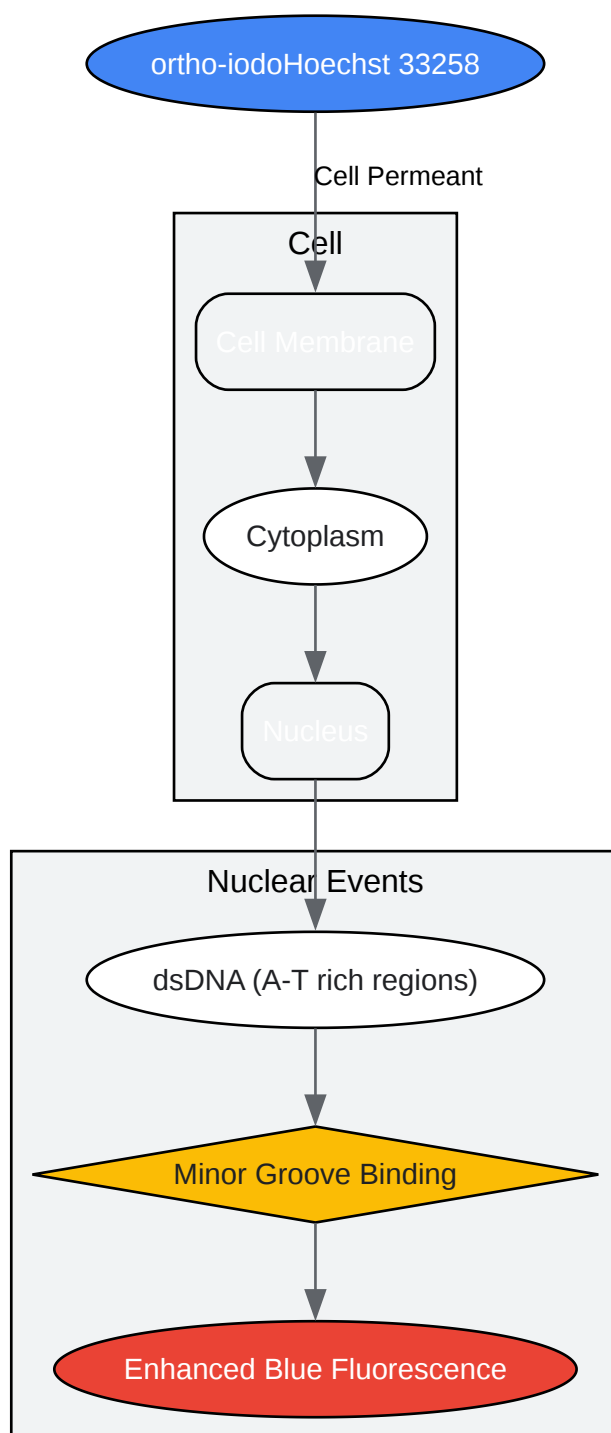 ortho-iodoHoechst 33258
Cell Permeant
Cell
Cell Membrane
Cytoplasm
Nucleus
Nuclear Events
dsDNA (A-T rich regions)
Minor Groove Binding
Enhanced Blue Fluorescence